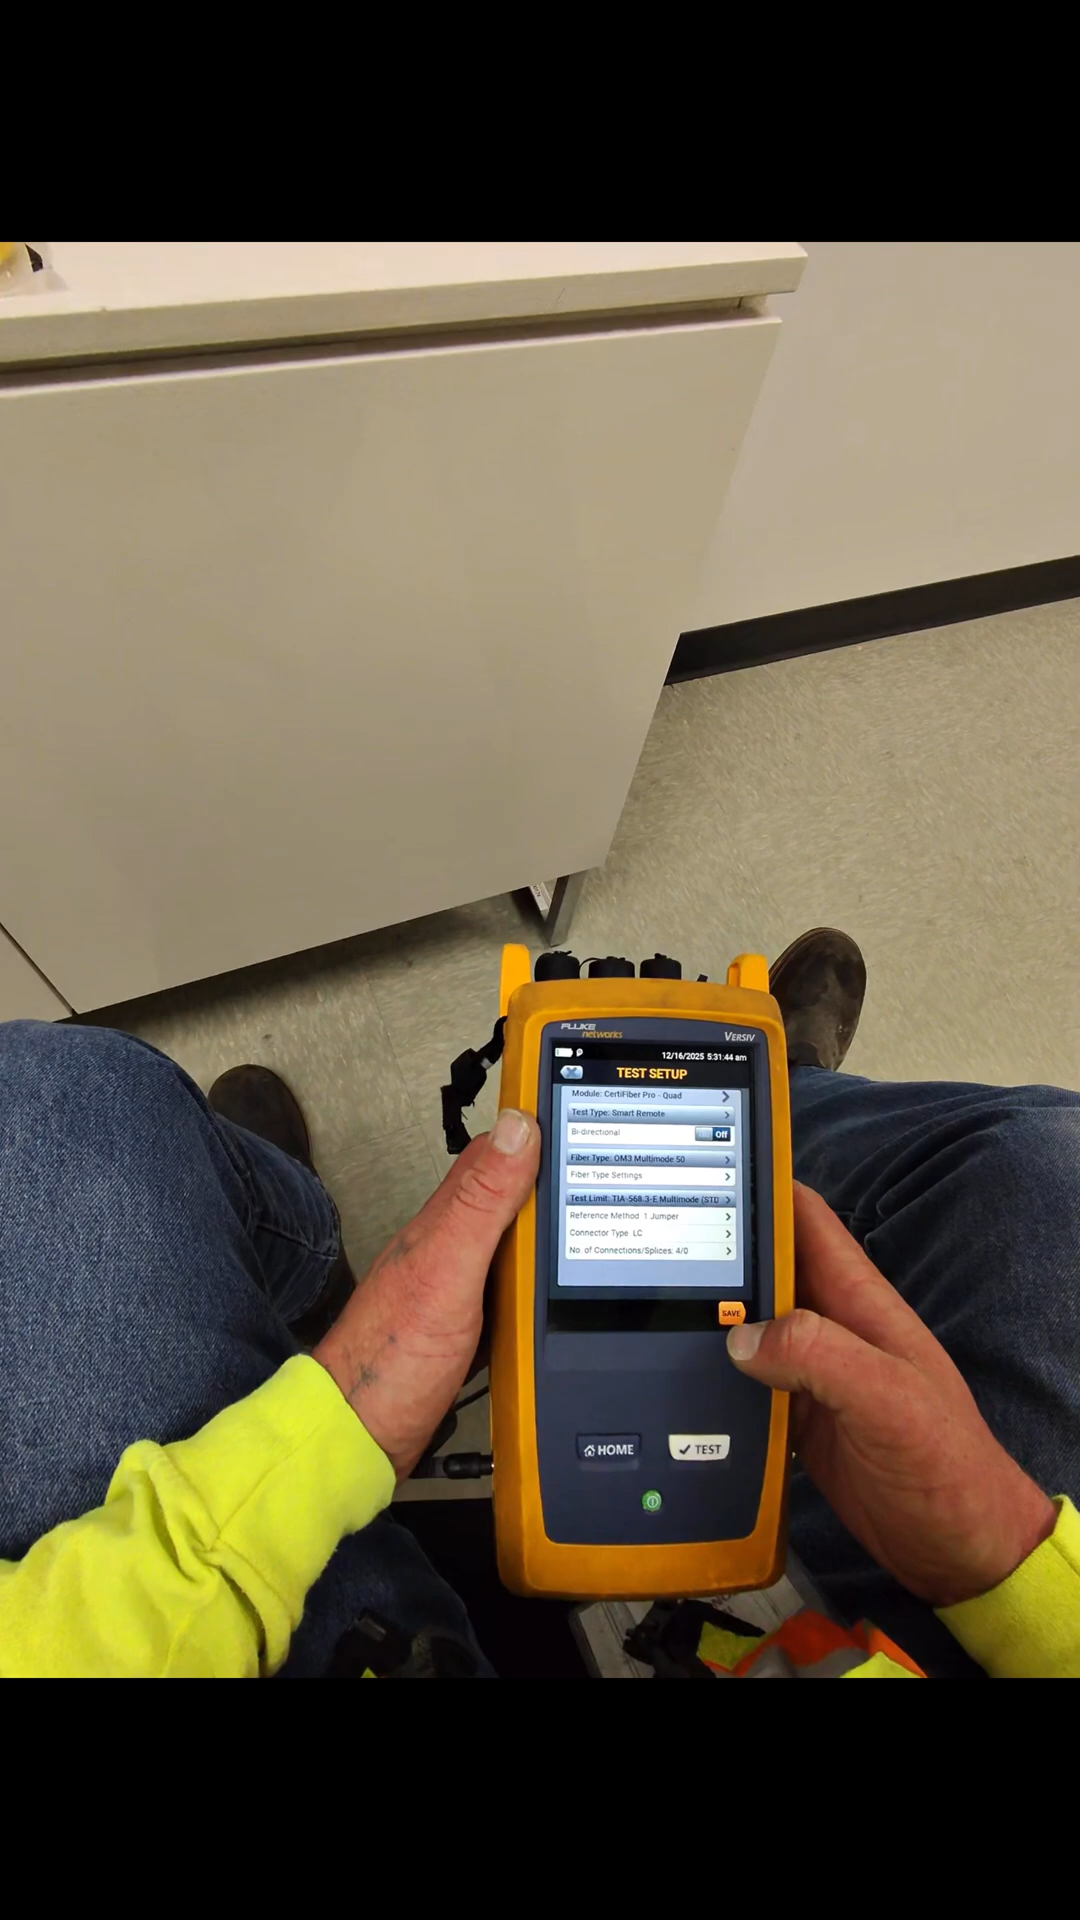 FLUKE
networks
VERSIV
12/16/2025 5:31:44 am
TEST SETUP
Module: CertiFiber Pro - Quad
Test Type: Smart Remote
Bi-directional
Off
Fiber Type: OM3 Multimode 50
Fiber Type Settings
Test Limit: TIA-568.3-E Multimode (STD
Reference Method: 1 Jumper
Connector Type: LC
No. of Connections/Splices: 4/0
SAVE
HOME
TEST